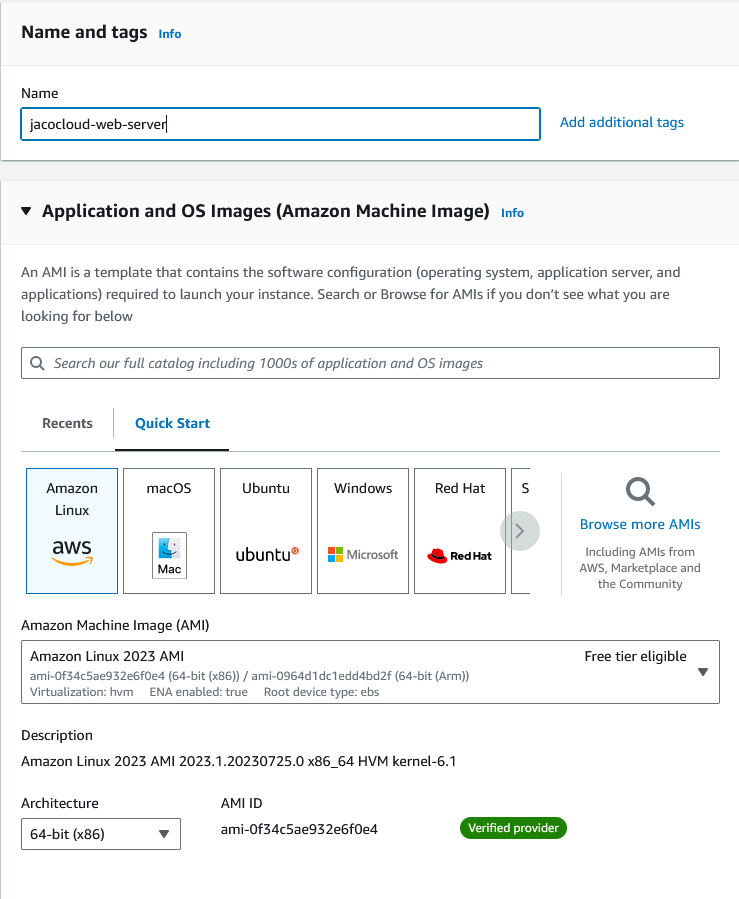 Name and tags Info
Name
jacocloud-web-server
Add additional tags
Application and OS Images (Amazon Machine Image) Info
An AMI is a template that contains the software configuration (operating system, application server, and
applications) required to launch your instance. Search or Browse for AMIs if you don’t see what you are
looking for below
Search our full catalog including 1000s of application and OS images
Recents
Quick Start
Amazon
Linux
aws
macOS
Mac
Ubuntu
ubuntu
Windows
Microsoft
Red Hat
Red Hat
S
Browse more AMIs
Including AMIs from
AWS, Marketplace and
the Community
Amazon Machine Image (AMI)
Amazon Linux 2023 AMI
Free tier eligible
ami-0f34c5ae932e6f0e4 (64-bit (x86)) / ami-0964d1dc1edd4bd2f (64-bit (Arm))
Virtualization: hvm ENA enabled: true Root device type: ebs
Description
Amazon Linux 2023 AMI 2023.1.20230725.0 x86_64 HVM kernel-6.1
Architecture
64-bit (x86)
AMI ID
ami-0f34c5ae932e6f0e4
Verified provider